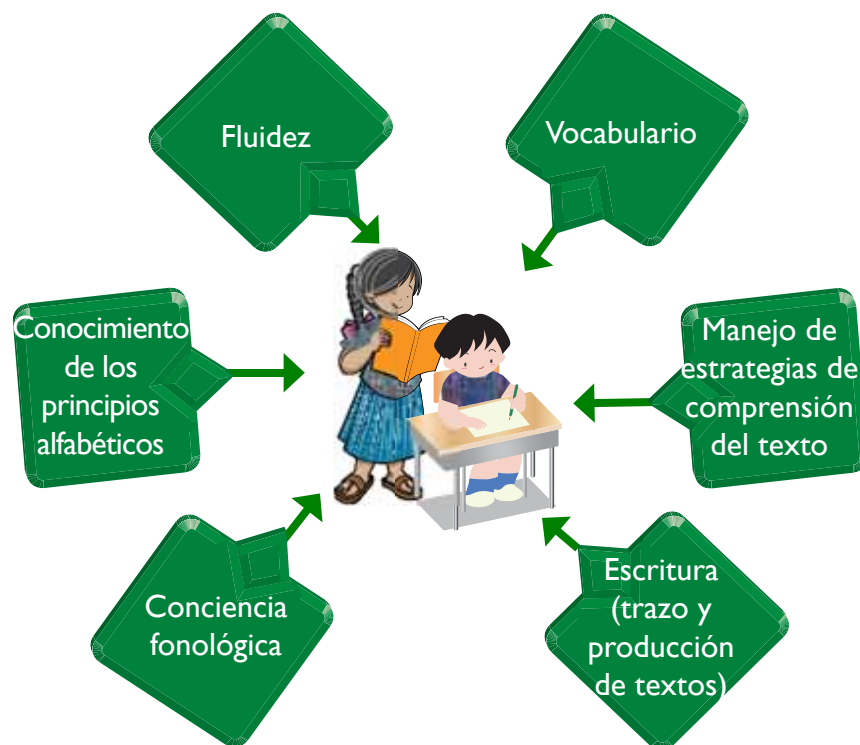 Fluidez
Vocabulario
Conocimiento
de los
principios
alfabéticos
Manejo de
estrategias de
comprensión
del texto
Conciencia
fonológica
Escritura
(trazo y
producción
de textos)